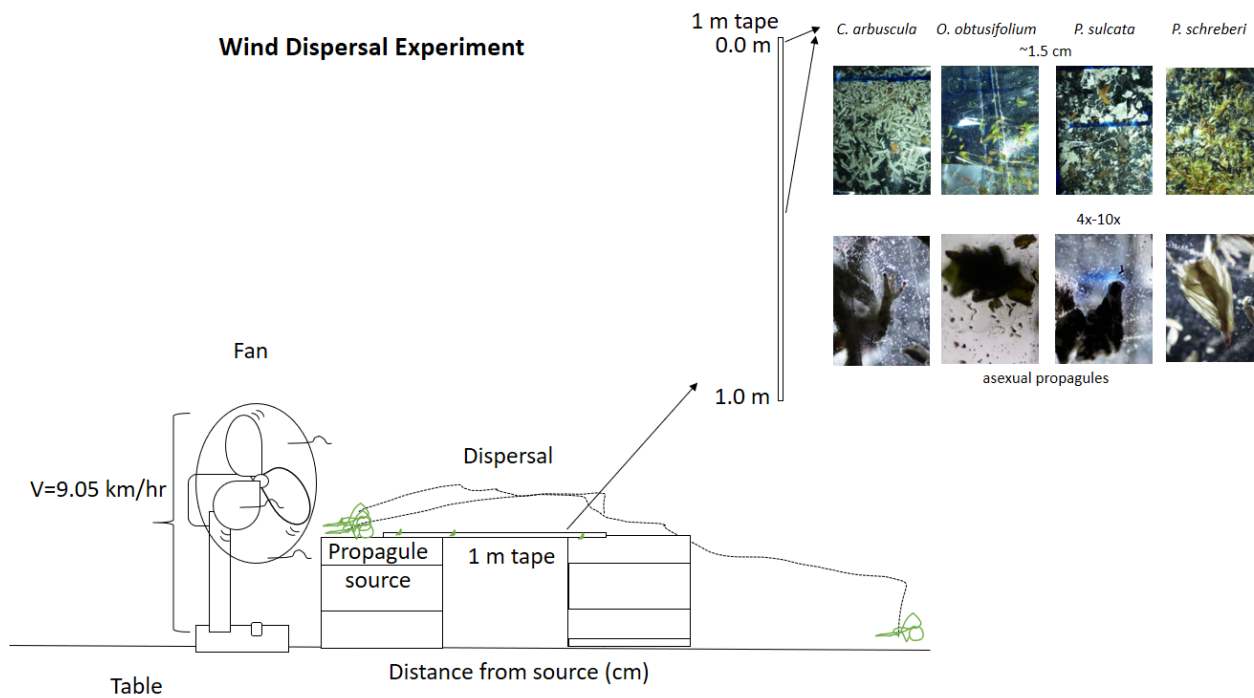 Wind Dispersal Experiment
1 m tape
0.0 m
C. arbuscula
O. obtusifolium
P. sulcata
P. schreberi
~1.5 cm
4x-10x
asexual propagules
1.0 m
Fan
V=9.05 km/hr
Dispersal
Propagule
source
1 m tape
Distance from source (cm)
Table